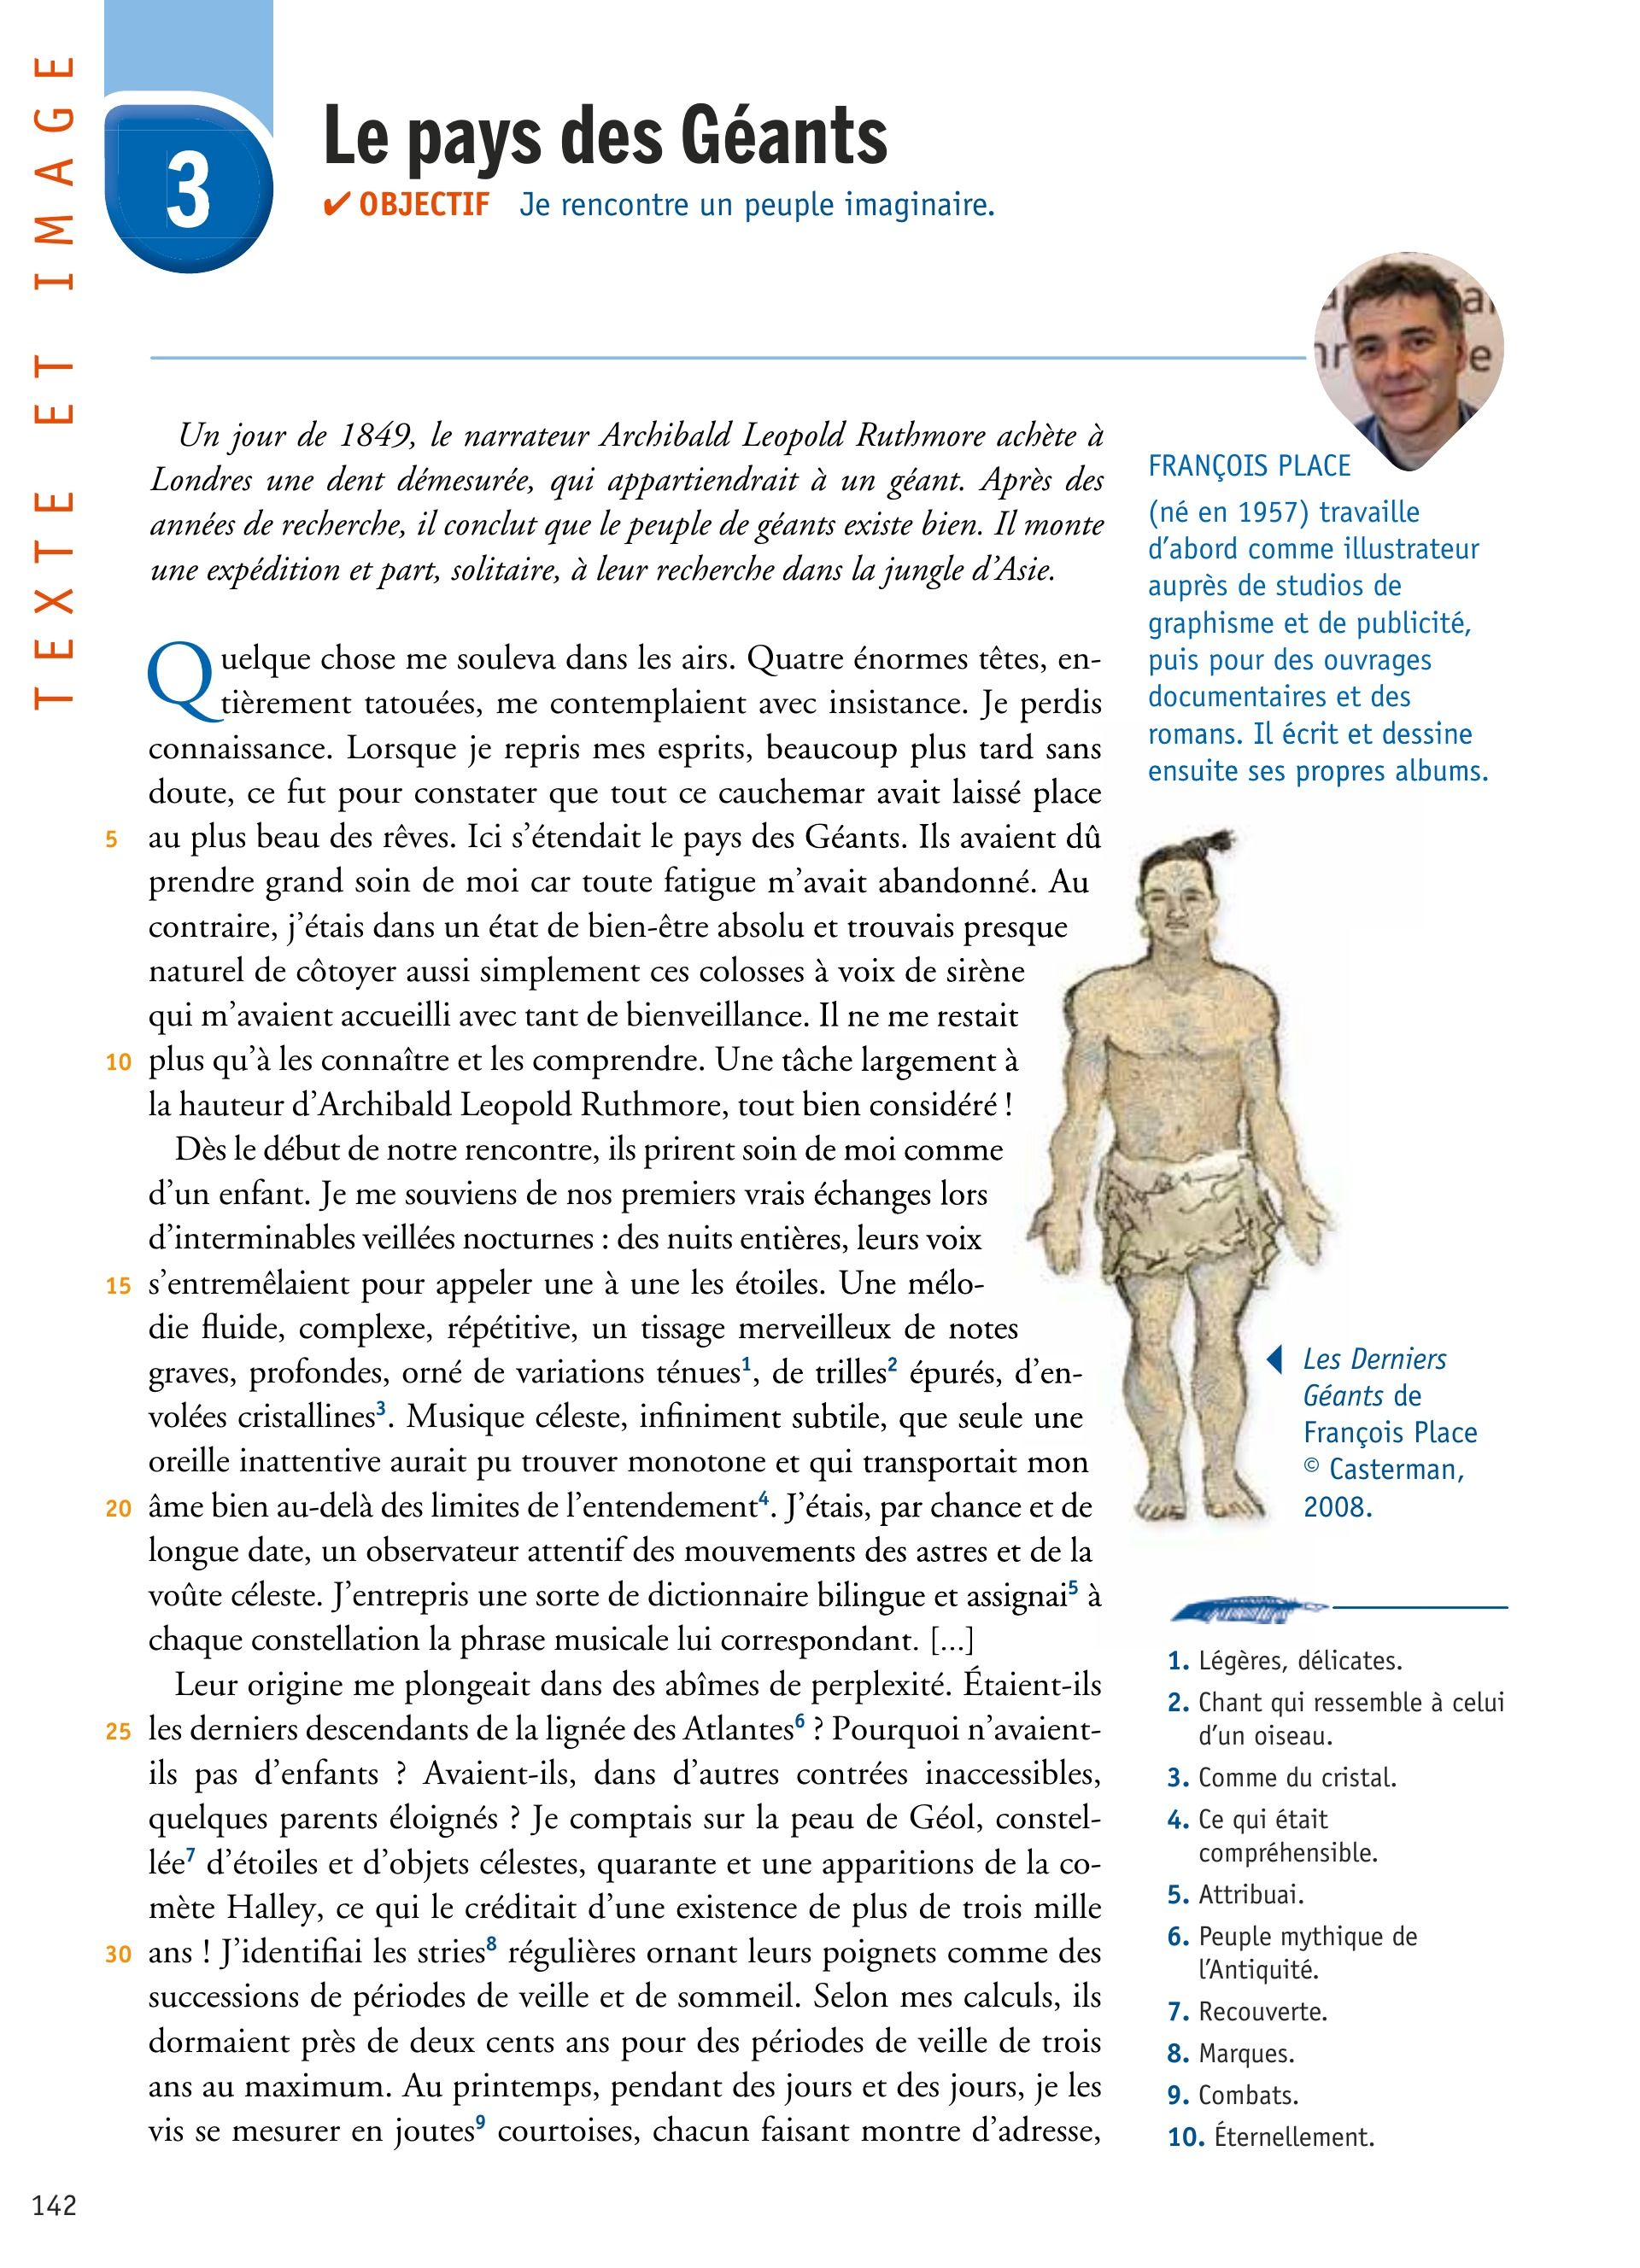 TEXTE ET IMAGE
3
Le pays des Géants
✔ OBJECTIF Je rencontre un peuple imaginaire.
Un jour de 1849, le narrateur Archibald Leopold Ruthmore achète à
Londres une dent démesurée, qui appartiendrait à un géant. Après des
années de recherche, il conclut que le peuple de géants existe bien. Il monte
une expédition et part, solitaire, à leur recherche dans la jungle d'Asie.
Quelque chose me souleva dans les airs. Quatre énormes têtes, en-
tièrement tatouées, me contemplaient avec insistance. Je perdis
connaissance. Lorsque je repris mes esprits, beaucoup plus tard sans
doute, ce fut pour constater que tout ce cauchemar avait laissé place
5 au plus beau des rêves. Ici s'étendait le pays des Géants. Ils avaient dû
prendre grand soin de moi car toute fatigue m'avait abandonné. Au
contraire, j'étais dans un état de bien-être absolu et trouvais presque
naturel de côtoyer aussi simplement ces colosses à voix de sirène
qui m'avaient accueilli avec tant de bienveillance. Il ne me restait
10 plus qu'à les connaître et les comprendre. Une tâche largement à
la hauteur d'Archibald Leopold Ruthmore, tout bien considéré !
Dès le début de notre rencontre, ils prirent soin de moi comme
d'un enfant. Je me souviens de nos premiers vrais échanges lors
d'interminables veillées nocturnes : des nuits entières, leurs voix
15 s'entremêlaient pour appeler une à une les étoiles. Une mélo-
die fluide, complexe, répétitive, un tissage merveilleux de notes
graves, profondes, orné de variations ténues1, de trilles2 épurés, d'en-
volées cristallines3. Musique céleste, infiniment subtile, que seule une
oreille inattentive aurait pu trouver monotone et qui transportait mon
20 âme bien au-delà des limites de l'entendement4. J'étais, par chance et de
longue date, un observateur attentif des mouvements des astres et de la
voûte céleste. J'entrepris une sorte de dictionnaire bilingue et assignai5 à
chaque constellation la phrase musicale lui correspondant. [...]
Leur origine me plongeait dans des abîmes de perplexité. Étaient-ils
25 les derniers descendants de la lignée des Atlantes6 ? Pourquoi n'avaient-
ils pas d'enfants ? Avaient-ils, dans d'autres contrées inaccessibles,
quelques parents éloignés ? Je comptais sur la peau de Géol, constel-
lée7 d'étoiles et d'objets célestes, quarante et une apparitions de la co-
mète Halley, ce qui le créditait d'une existence de plus de trois mille
30 ans ! J'identifiai les stries8 régulières ornant leurs poignets comme des
successions de périodes de veille et de sommeil. Selon mes calculs, ils
dormaient près de deux cents ans pour des périodes de veille de trois
ans au maximum. Au printemps, pendant des jours et des jours, je les
vis se mesurer en joutes9 courtoises, chacun faisant montre d'adresse,
FRANÇOIS PLACE
(né en 1957) travaille
d'abord comme illustrateur
auprès de studios de
graphisme et de publicité,
puis pour des ouvrages
documentaires et des
romans. Il écrit et dessine
ensuite ses propres albums.
◀ Les Derniers
Géants de
François Place
© Casterman,
2008.
1. Légères, délicates.
2. Chant qui ressemble à celui
d'un oiseau.
3. Comme du cristal.
4. Ce qui était
compréhensible.
5. Attribuai.
6. Peuple mythique de
l'Antiquité.
7. Recouverte.
8. Marques.
9. Combats.
10. Éternellement.
142